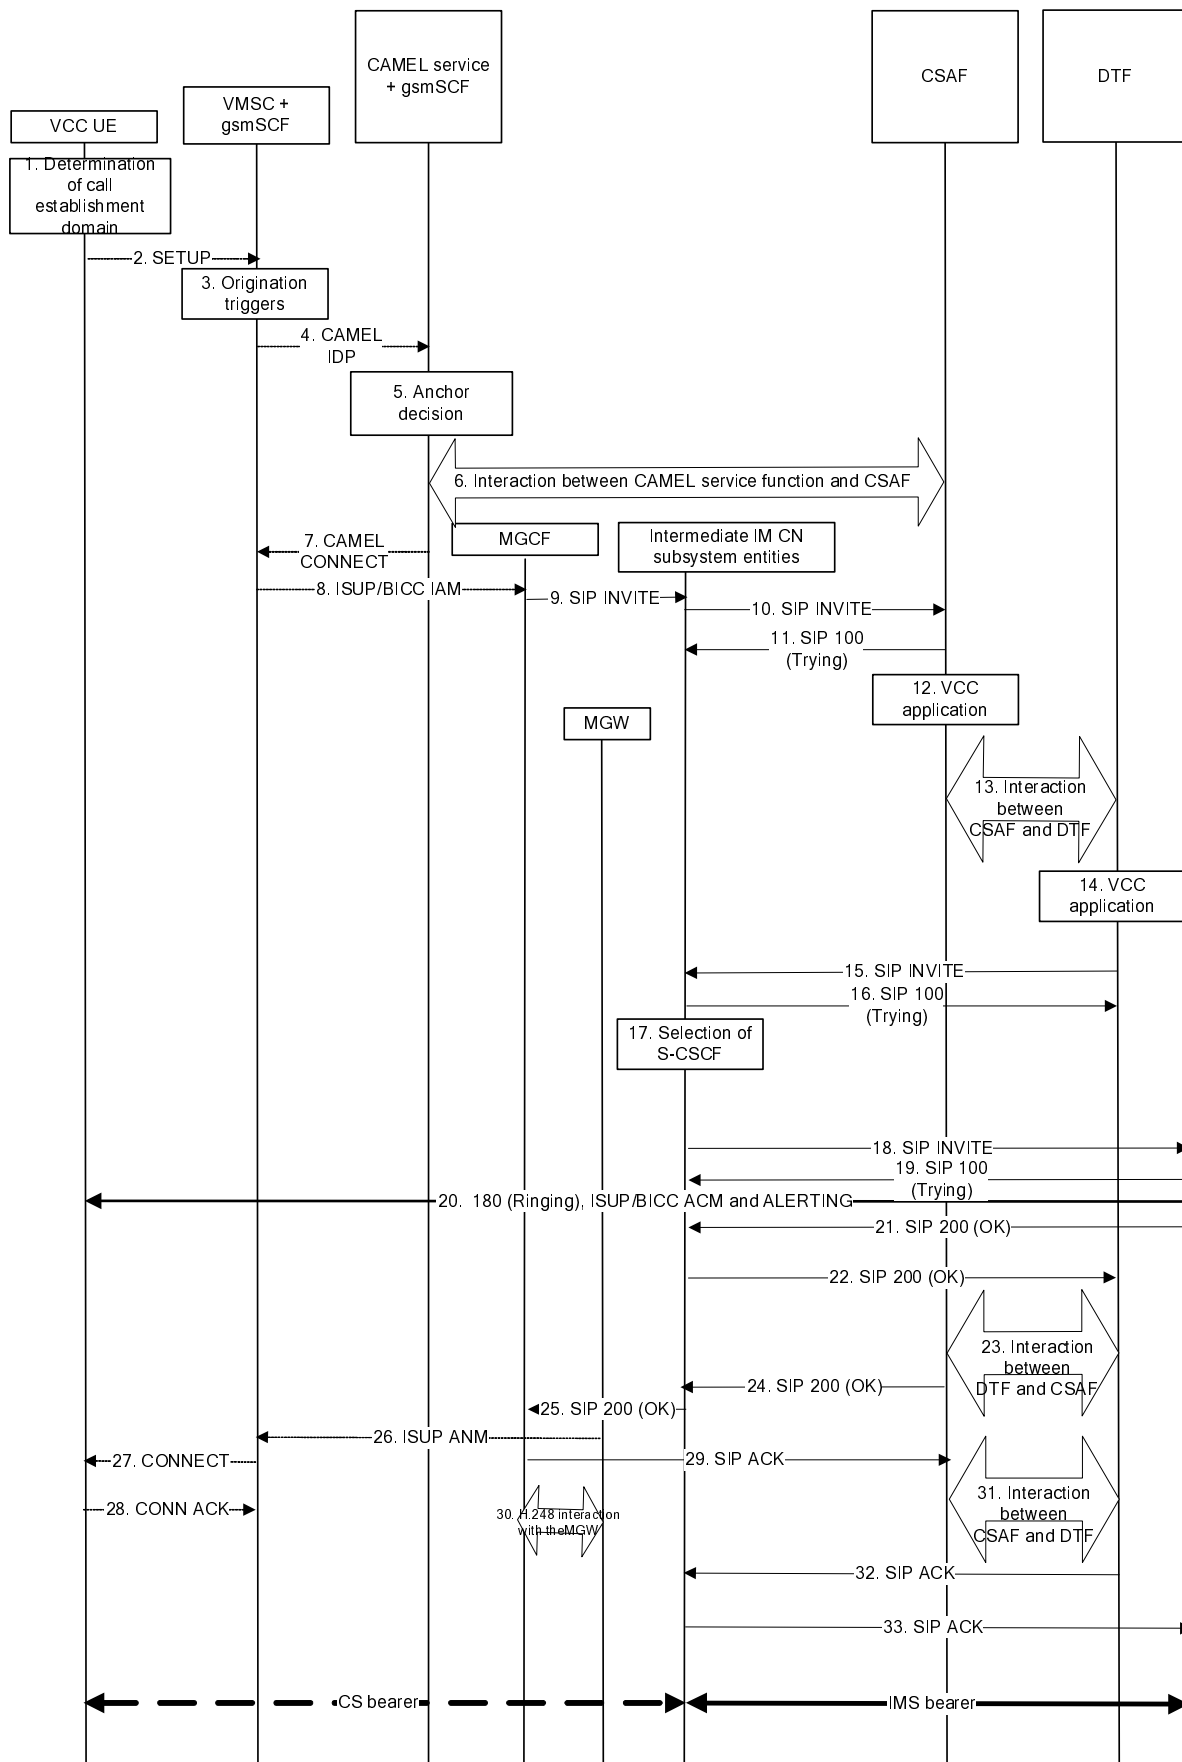 CAMEL service
+ gsmSCF
CSAF
DTF
VMSC +
gsmSCF
VCC UE
1. Determination
of call
establishment
domain
2. SETUP
3. Origination
triggers
4. CAMEL
IDP
5. Anchor
decision
6. Interaction between CAMEL service function and CSAF
7. CAMEL
CONNECT
MGCF
Intermediate IM CN
subsystem entities
8. ISUP/BICC IAM
9. SIP INVITE
10. SIP INVITE
11. SIP 100
(Trying)
12. VCC
application
MGW
13. Interaction
between
CSAF and DTF
14. VCC
application
15. SIP INVITE
16. SIP 100
(Trying)
17. Selection of
S-CSCF
18. SIP INVITE
19. SIP 100
(Trying)
20. 180 (Ringing), ISUP/BICC ACM and ALERTING
21. SIP 200 (OK)
22. SIP 200 (OK)
23. Interaction
between
DTF and CSAF
24. SIP 200 (OK)
25. SIP 200 (OK)
26. ISUP ANM
27. CONNECT
29. SIP ACK
28. CONN ACK
30. H.248 interaction
with theMGW
31. Interaction
between
CSAF and DTF
32. SIP ACK
33. SIP ACK
CS bearer
IMS bearer